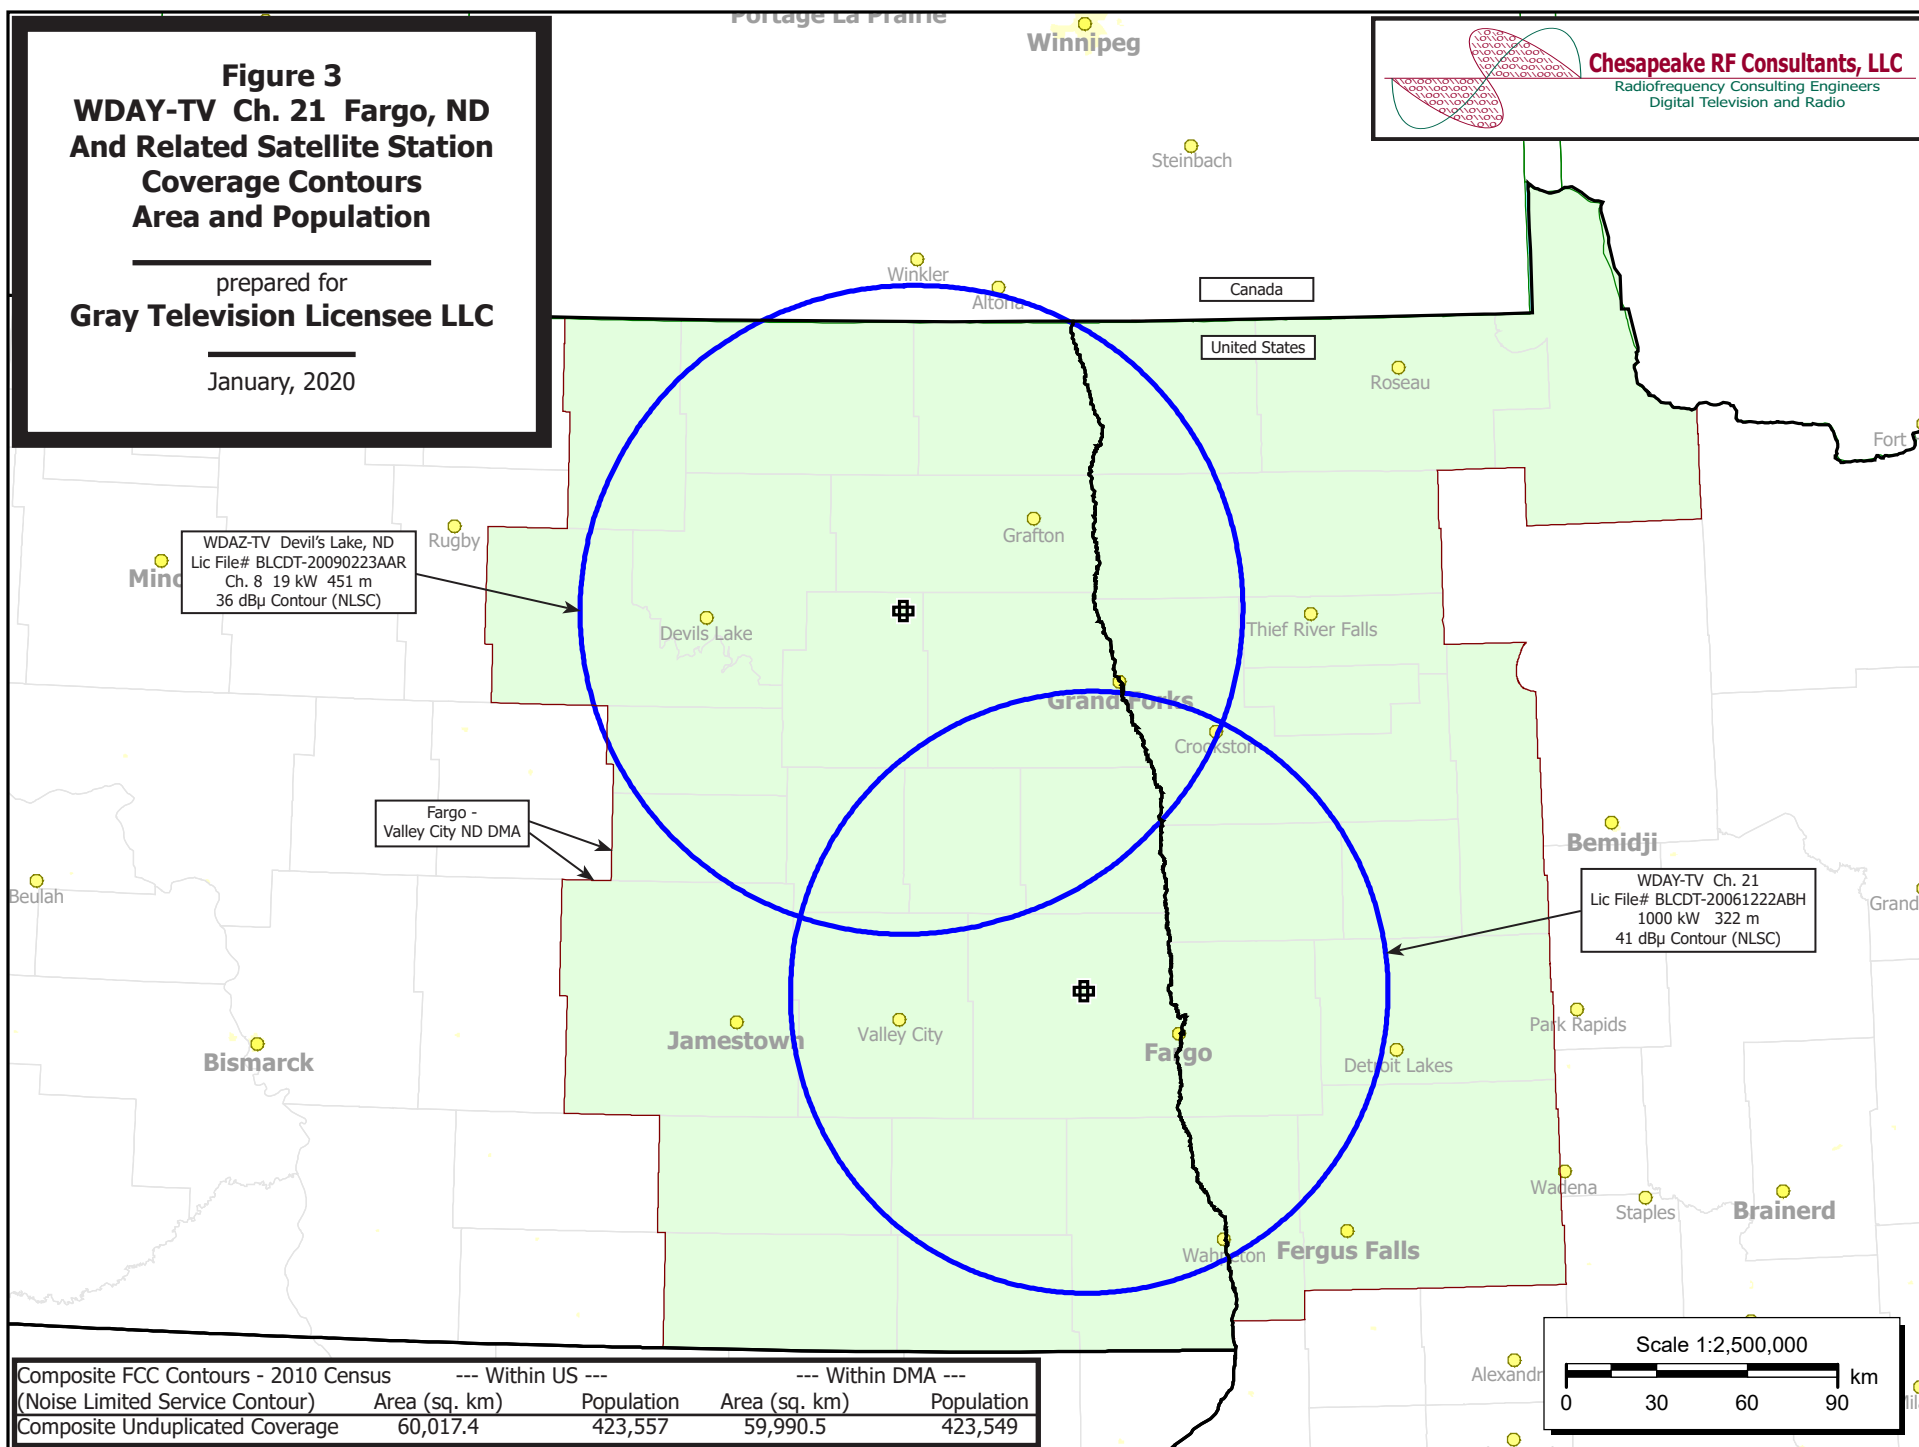 Figure 3
WDAY-TV Ch. 21 Fargo, ND
And Related Satellite Station
Coverage Contours
Area and Population
prepared for
Gray Television Licensee LLC
January, 2020
Portage La Prairie
Winnipeg
Chesapeake RF Consultants, LLC
Radiofrequency Consulting Engineers
Digital Television and Radio
Steinbach
Winkler
Altona
Canada
United States
Roseau
Fort
Rugby
Grafton
WDAZ-TV Devil's Lake, ND
Lic File# BLCDT-20090223AAR
Ch. 8 19 kW 451 m
36 dBµ Contour (NLSC)
Mino
Devils Lake
Thief River Falls
Grand Forks
Crookston
Fargo -
Valley City ND DMA
Bemidji
Beulah
WDAY-TV Ch. 21
Lic File# BLCDT-20061222ABH
1000 kW 322 m
41 dBµ Contour (NLSC)
Grand
Park Rapids
Jamestown
Valley City
Fargo
Bismarck
Detroit Lakes
Wadena
Staples
Brainerd
Wahpeton
Fergus Falls
Alexandr
Scale 1:2,500,000
km
0 30 60 90
Composite FCC Contours - 2010 Census --- Within US --- --- Within DMA ---
(Noise Limited Service Contour) Area (sq. km) Population Area (sq. km) Population
Composite Unduplicated Coverage 60,017.4 423,557 59,990.5 423,549